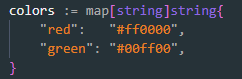 colors := map[string]string{
    "red":   "#ff0000",
    "green": "#00ff00",
}